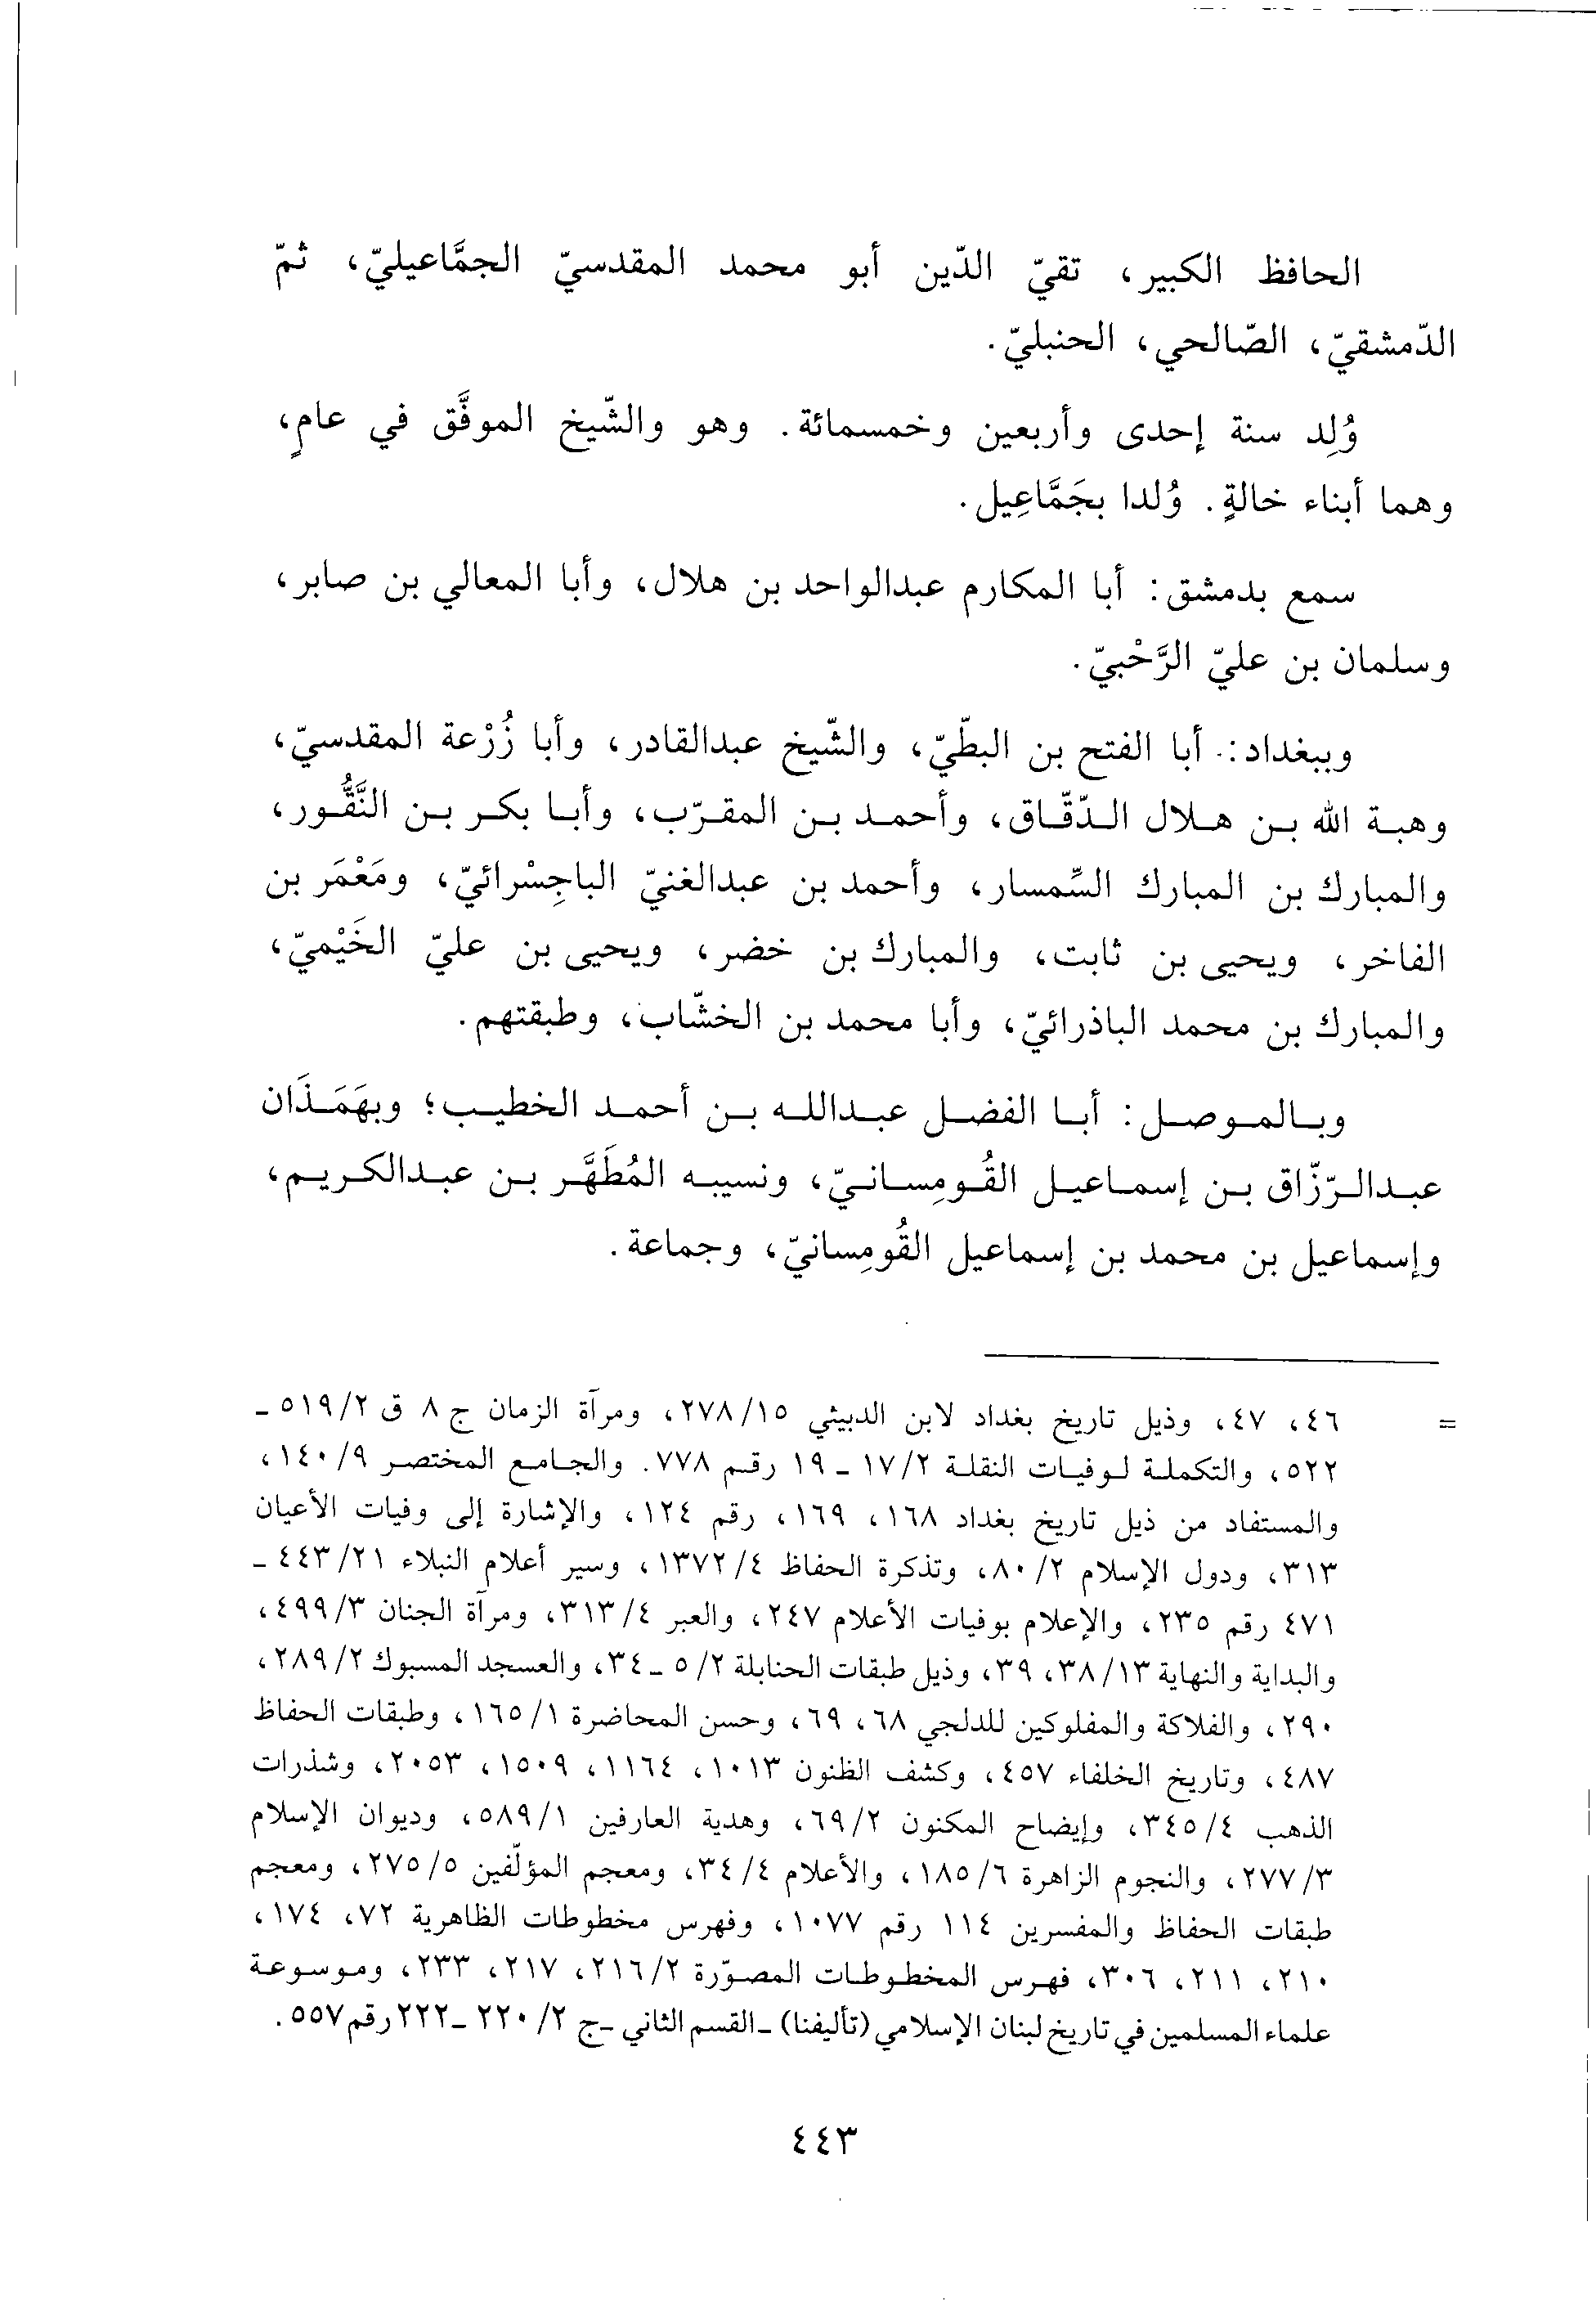 الحافظ الكبير، تقيّ الدّين أبو محمد المقدسيّ الجمَّاعيليّ، ثمّ
الدّمشقيّ، الصّالحي، الحنبليّ.
وُلِد سنة إحدى وأربعين وخمسمائة. وهو والشّيخ الموفَّق في عامٍ،
وهما أبناء خالةٍ. وُلدا بجَمَّاعِيل.
سمع بدمشق: أبا المكارم عبدالواحد بن هلال، وأبا المعالي بن صابر،
وسلمان بن عليّ الرَّحْبيّ.
وببغداد: أبا الفتح بن البطّيّ، والشّيخ عبدالقادر، وأبا زُرْعة المقدسيّ،
وهبة الله بن هلال الدّقّاق، وأحمد بن المقرّب، وأبا بكر بن النَّقُّور،
والمبارك بن المبارك السِّمسار، وأحمد بن عبدالغنيّ الباجِسْرائيّ، ومَعْمَر بن
الفاخر، ويحيى بن ثابت، والمبارك بن خضر، ويحيى بن عليّ الخَيْميّ،
والمبارك بن محمد الباذرائيّ، وأبا محمد بن الخشّاب، وطبقتهم.
وبالموصل: أبا الفضل عبدالله بن أحمد الخطيب؛ وبهَمَذَان
عبدالرّزّاق بن إسماعيل القُومِسانيّ، ونسيبه المُطَهَّر بن عبدالكريم،
وإسماعيل بن محمد بن إسماعيل القُومِسانيّ، وجماعة.
= ٤٦، ٤٧، وذيل تاريخ بغداد لابن الدبيثي ٢٧٨/١٥، ومرآة الزمان ج ٨ ق ٥١٩/٢ ـ
٥٢٢، والتكملة لوفيات النقلة ١٧/٢ ـ ١٩ رقم ٧٧٨. والجامع المختصر ١٤٠/٩،
والمستفاد من ذيل تاريخ بغداد ١٦٨، ١٦٩، رقم ١٢٤، والإشارة إلى وفيات الأعيان
٣١٣، ودول الإسلام ٨٠/٢، وتذكرة الحفاظ ١٣٧٢/٤، وسير أعلام النبلاء ٤٤٣/٢١ ـ
٤٧١ رقم ٢٣٥، والإعلام بوفيات الأعلام ٢٤٧، والعبر ٣١٣/٤، ومرآة الجنان ٤٩٩/٣،
والبداية والنهاية ٣٨/١٣، ٣٩، وذيل طبقات الحنابلة ٥/٢ ـ ٣٤، والعسجد المسبوك ٢٨٩/٢،
٢٩٠، والفلاكة والمفلوكين للدلجي ٦٨، ٦٩، وحسن المحاضرة ١٦٥/١، وطبقات الحفاظ
٤٨٧، وتاريخ الخلفاء ٤٥٧، وكشف الظنون ١٠١٣، ١١٦٤، ١٥٠٩، ٢٠٥٣، وشذرات
الذهب ٣٤٥/٤، وإيضاح المكنون ٦٩/٢، وهدية العارفين ٥٨٩/١، وديوان الإسلام
٢٧٧/٣، والنجوم الزاهرة ١٨٥/٦، والأعلام ٣٤/٤، ومعجم المؤلّفين ٢٧٥/٥، ومعجم
طبقات الحفاظ والمفسرين ١١٤ رقم ١٠٧٧، وفهرس مخطوطات الظاهرية ٧٢، ١٧٤،
٢١٠، ٢١١، ٣٠٦، فهرس المخطوطات المصوّرة ٢١٦/٢، ٢١٧، ٢٣٣، وموسوعة
علماء المسلمين في تاريخ لبنان الإسلامي (تأليفنا) ـ القسم الثاني ـ ج ٢٢٠/٢ ـ ٢٢٢ رقم ٥٥٧.
٤٤٣